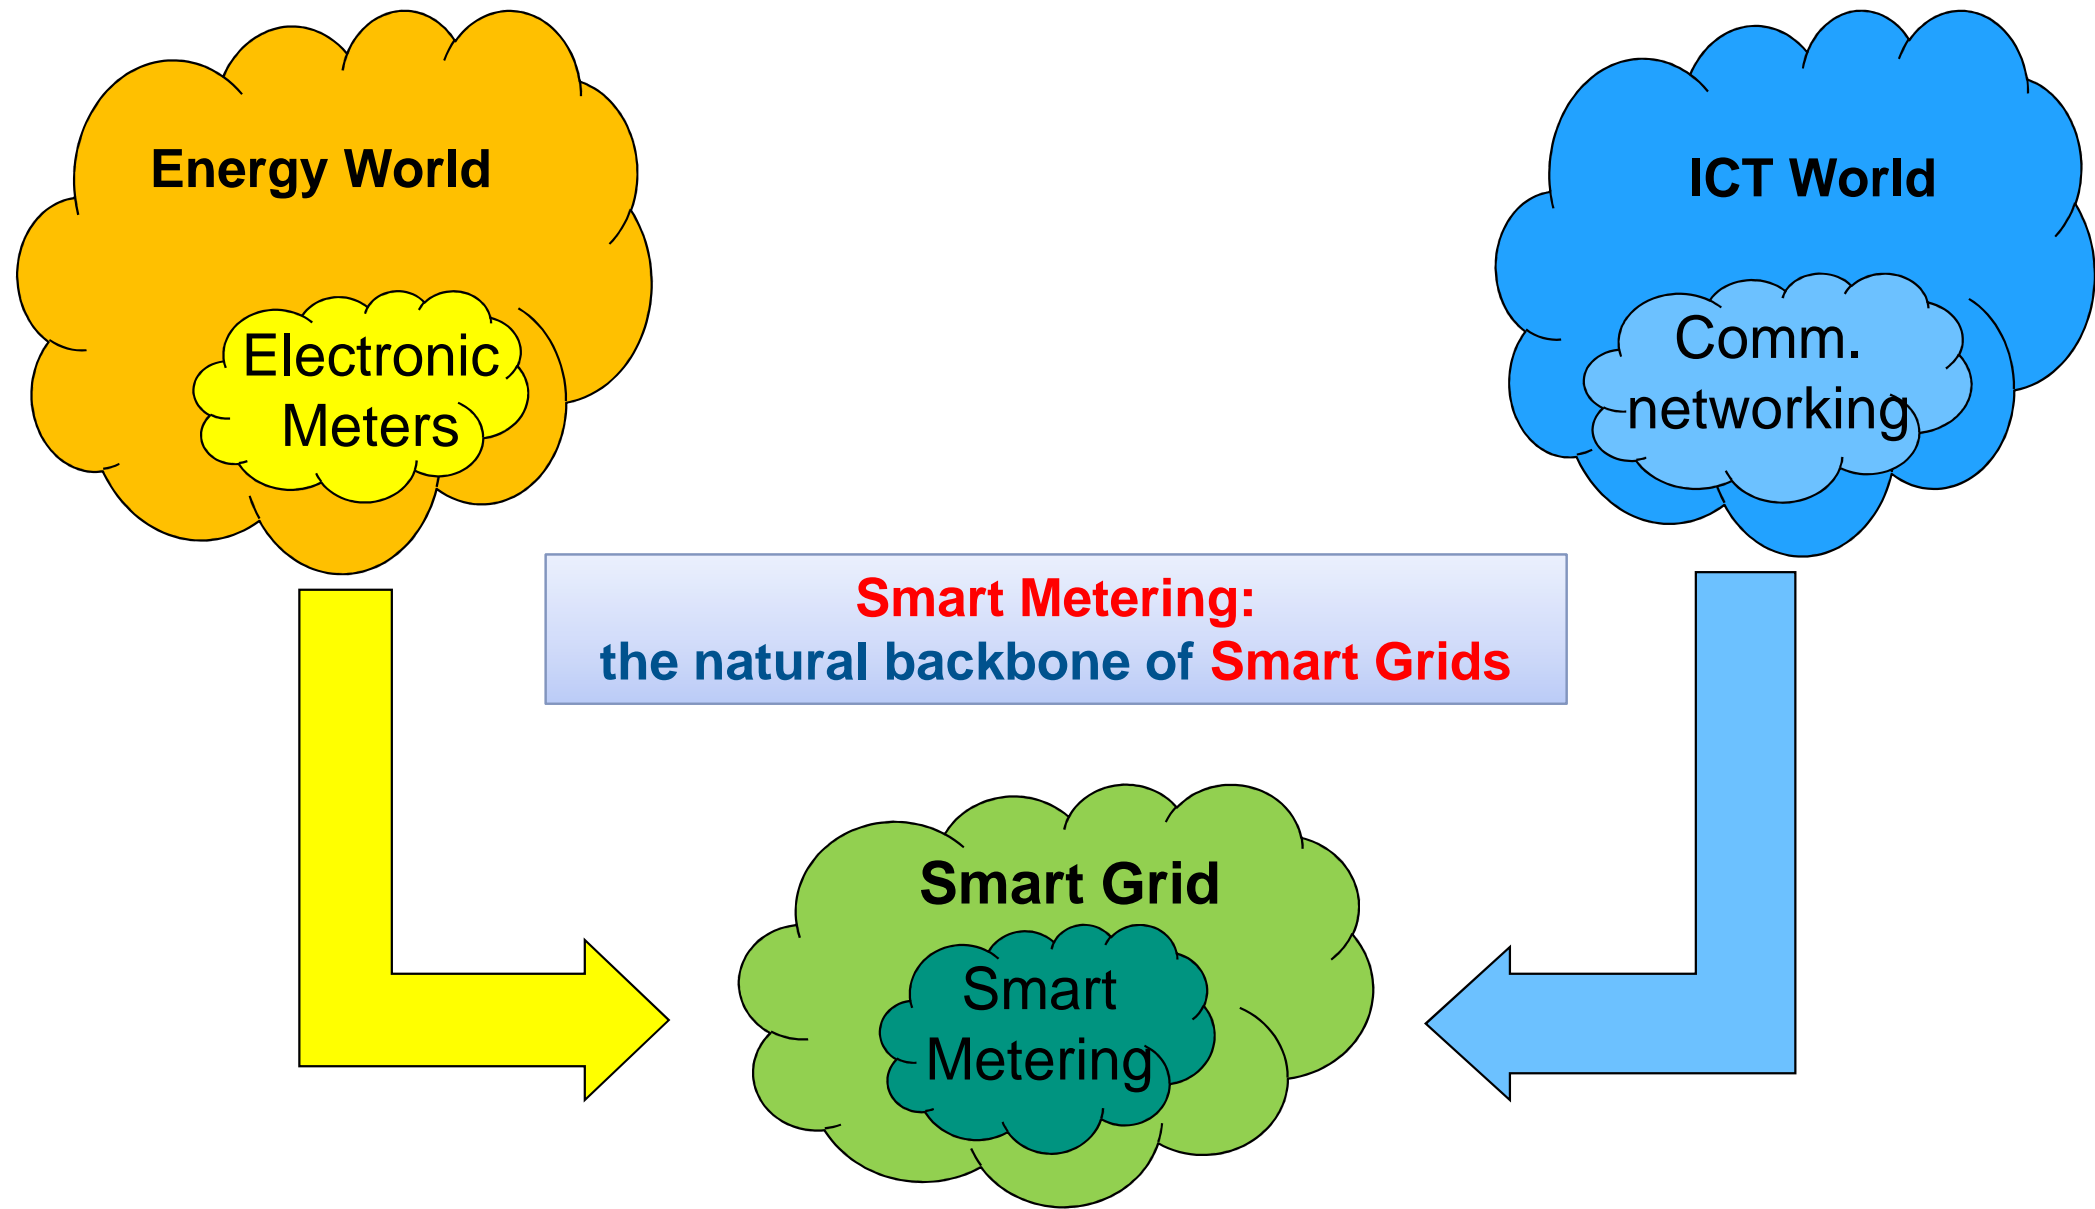 Energy World
ICT World
Electronic
Meters
Comm.
networking
Smart Metering:
the natural backbone of Smart Grids
Smart Grid
Smart
Metering